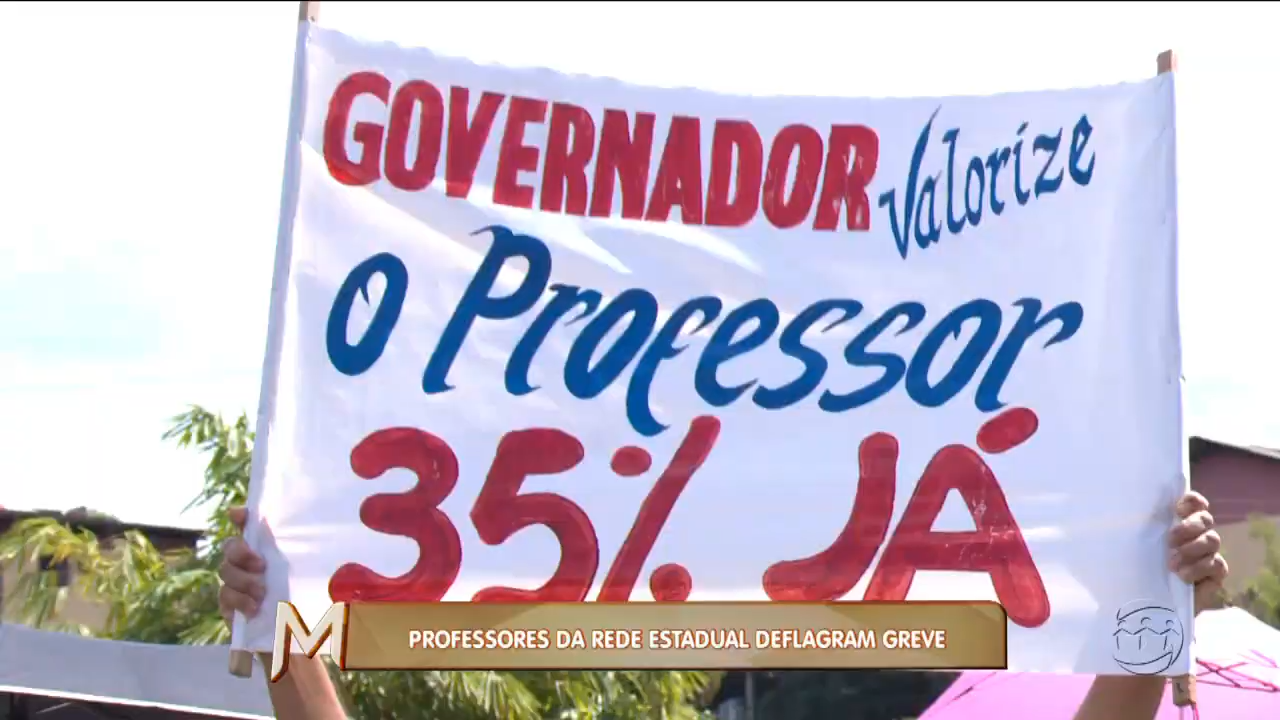 GOVERNADOR Valorize
o Professor
35% JÁ
M PROFESSORES DA REDE ESTADUAL DEFLAGRAM GREVE